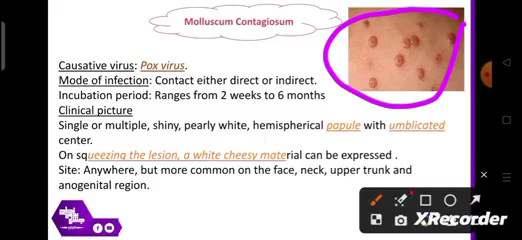 Molluscum Contagiosum
Causative virus: Pox virus.
Mode of infection: Contact either direct or indirect.
Incubation period: Ranges from 2 weeks to 6 months
Clinical picture
Single or multiple, shiny, pearly white, hemispherical papule with umblicated
center.
On squeezing the lesion, a white cheesy material can be expressed .
Site: Anywhere, but more common on the face, neck, upper trunk and
anogenital region.
XRecorder